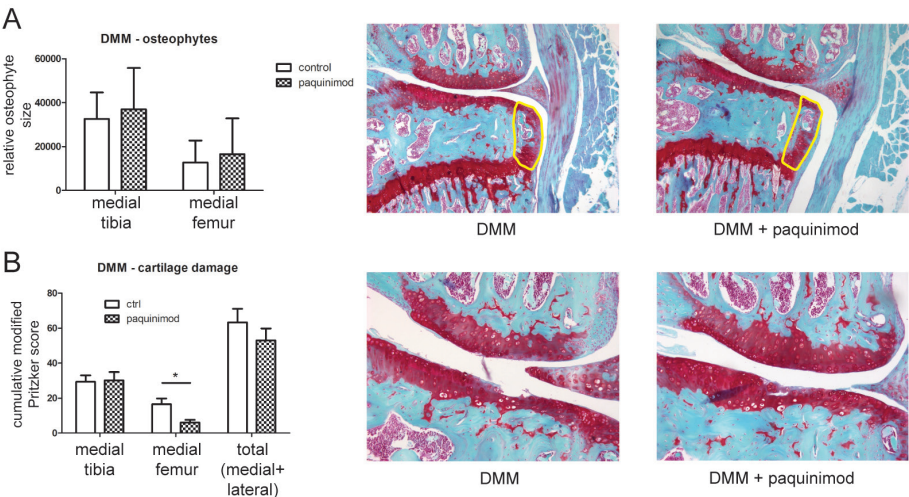 A
DMM - osteophytes
relative osteophyte
size
60000
40000
20000
0
control
paquinimod
medial
tibia
medial
femur
DMM
DMM + paquinimod
B
DMM - cartilage damage
cumulative modified
Pritzker score
80
60
40
20
0
ctrl
paquinimod
*
medial
tibia
medial
femur
total
(medial+
lateral)
DMM
DMM + paquinimod